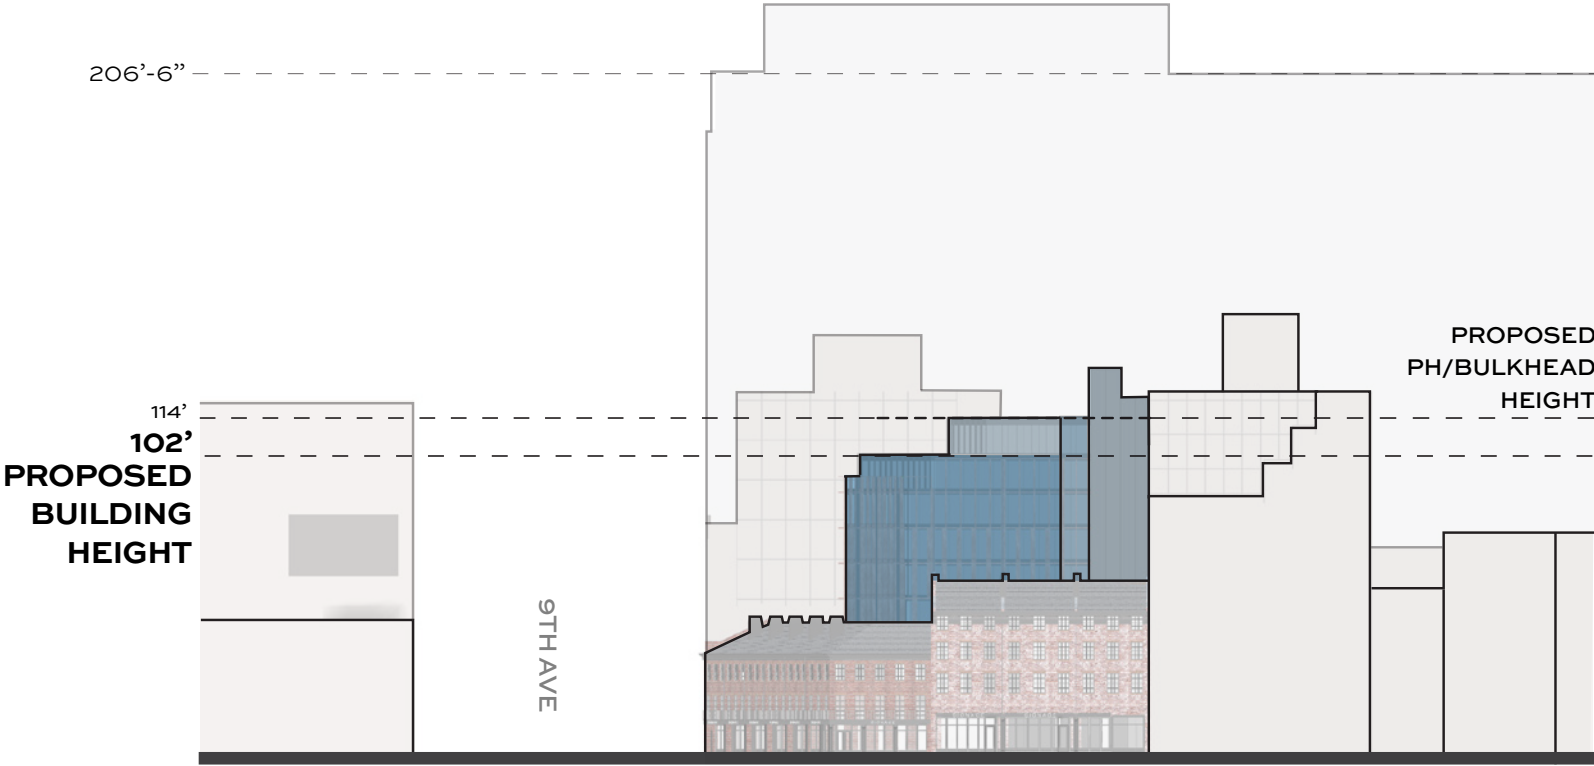 206'-6”
PROPOSED
PH/BULKHEAD
HEIGHT
114’
102’
PROPOSED
BUILDING
HEIGHT
9TH AVE